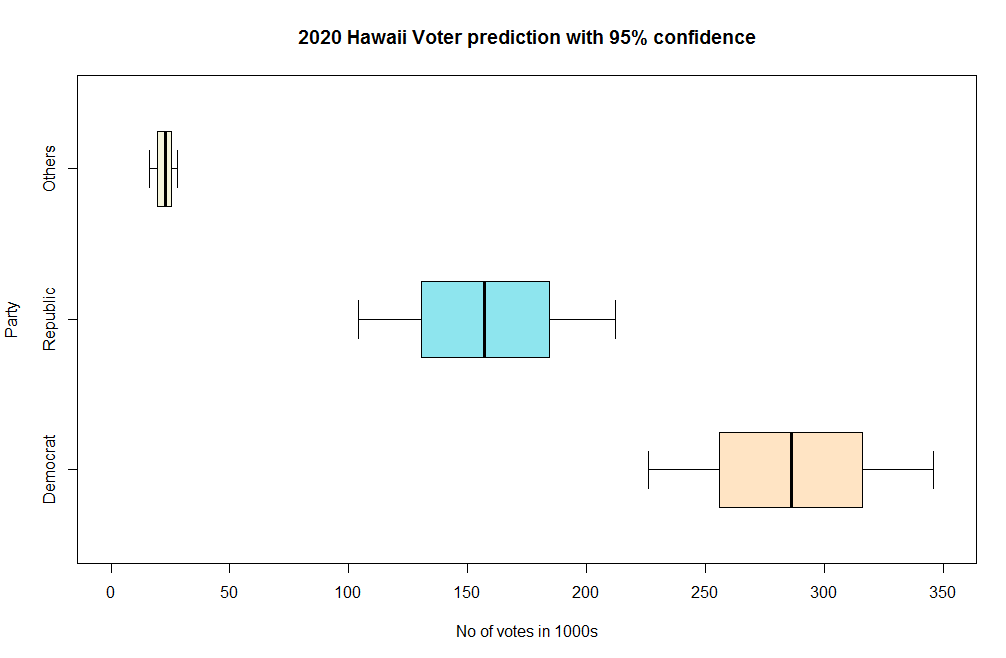 2020 Hawaii Voter prediction with 95% confidence
Party
Others
Republic
Democrat
0 50 100 150 200 250 300 350
No of votes in 1000s